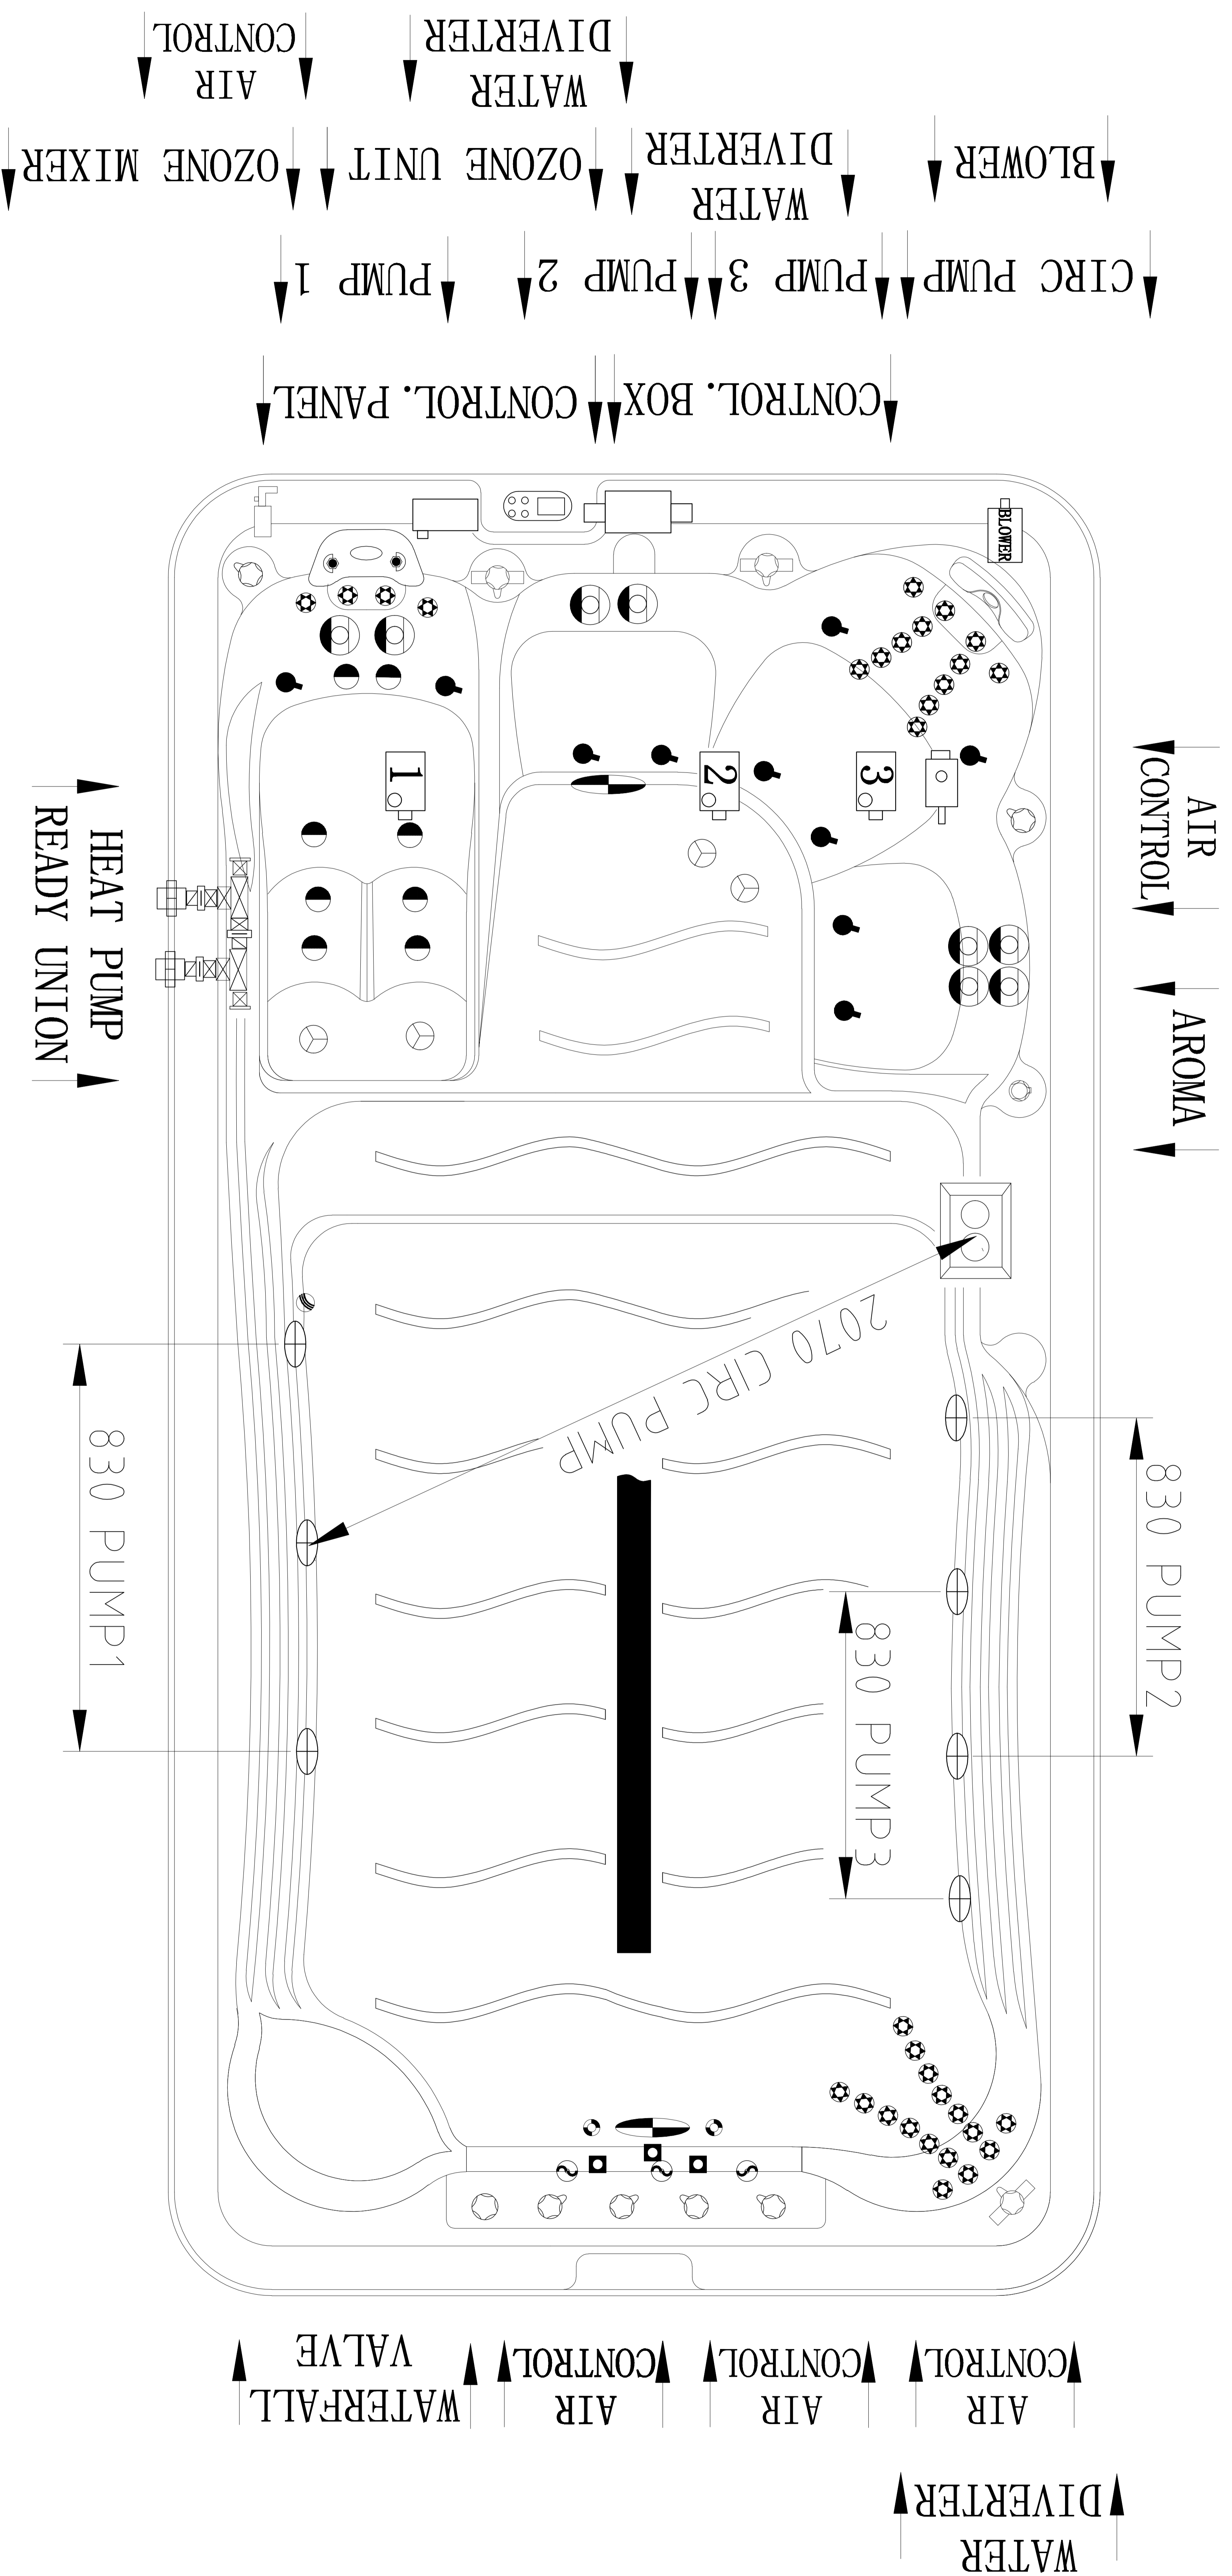 WATER
DIVERTER
AIR
CONTROL
AIR
CONTROL
AIR
CONTROL
WATERFALL
VALVE
830 PUMP2
830 PUMP3
830 PUMP1
2070 CIRC PUMP
AROMA
AIR
CONTROL
HEAT PUMP
READY UNION
3
2
1
BLOWER
CONTROL.BOX
CONTROL.PANEL
CIRC PUMP
PUMP 3
PUMP 2
PUMP 1
BLOWER
WATER
DIVERTER
OZONE UNIT
OZONE MIXER
WATER
DIVERTER
AIR
CONTROL